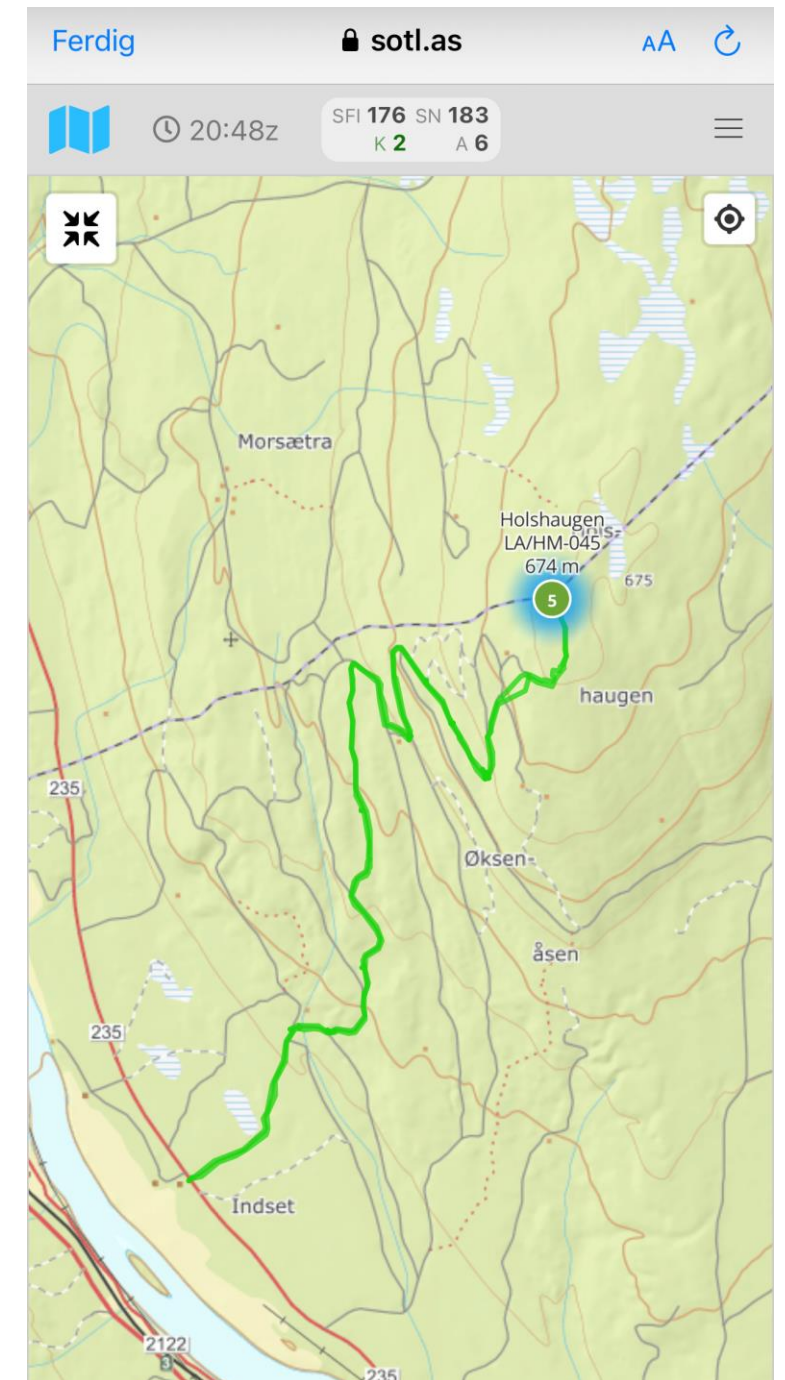 Ferdig
sotl.as
AA
20:48z
SFI 176 SN 183
K 2 A 6
Morsætra
Holshaugen
Hols-
LA/HM-045
674 m
5
675
haugen
235
Øksen-
åsen
235
Indset
2122
3
235